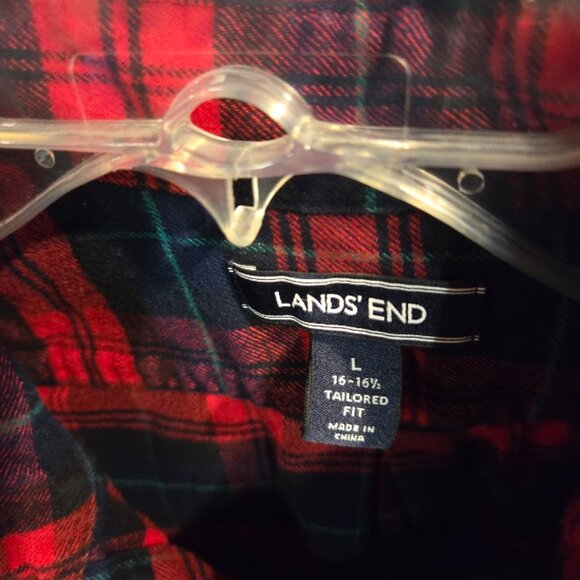 LANDS' END
L
16-16½
TAILORED
FIT
MADE IN
CHINA